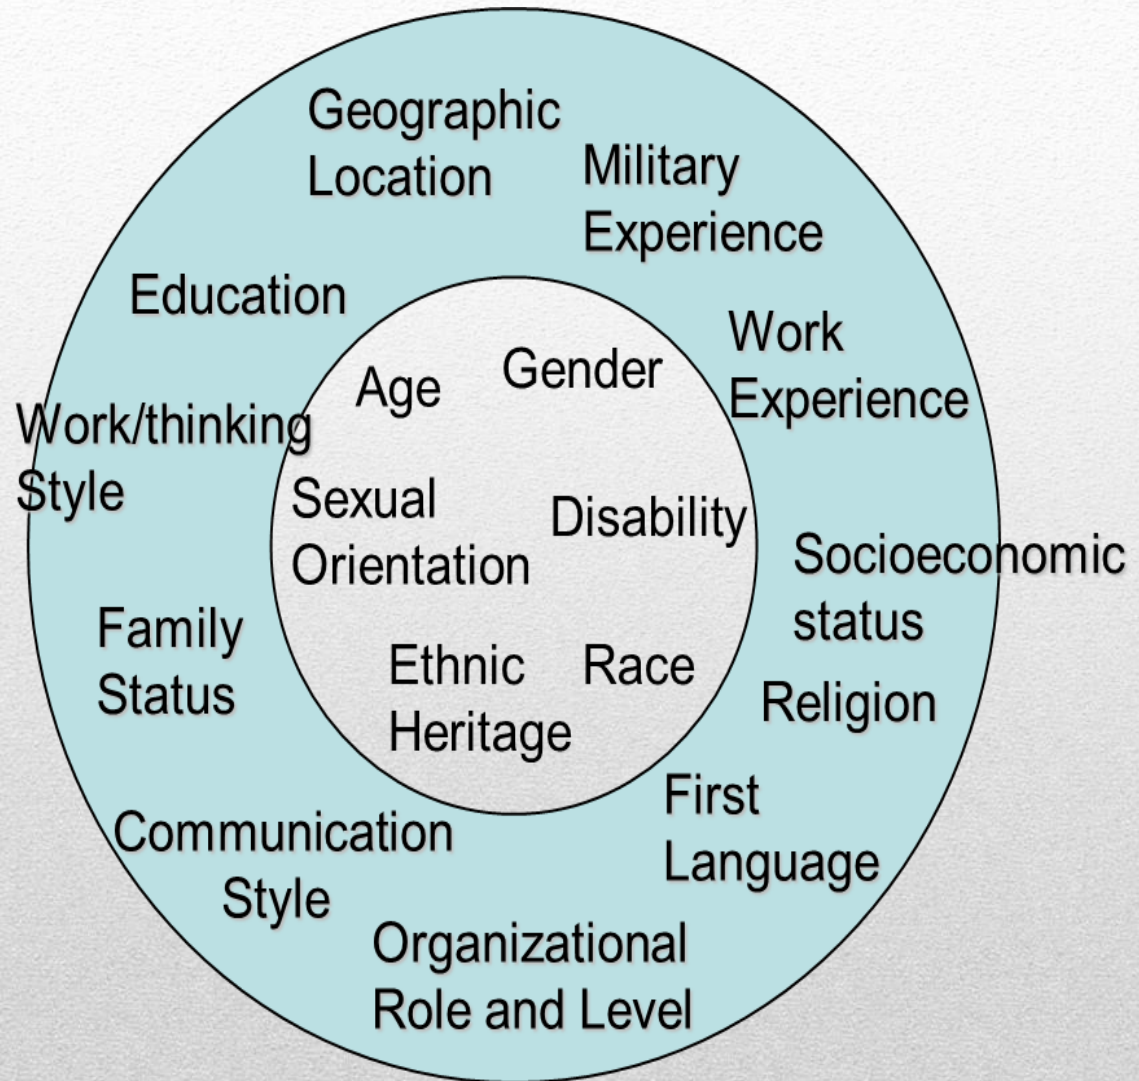 Geographic
Location
Military
Experience
Education
Work
Experience
Age
Gender
Work/thinking
Style
Sexual
Orientation
Disability
Socioeconomic
status
Family
Status
Ethnic
Heritage
Race
Religion
First
Language
Communication
Style
Organizational
Role and Level